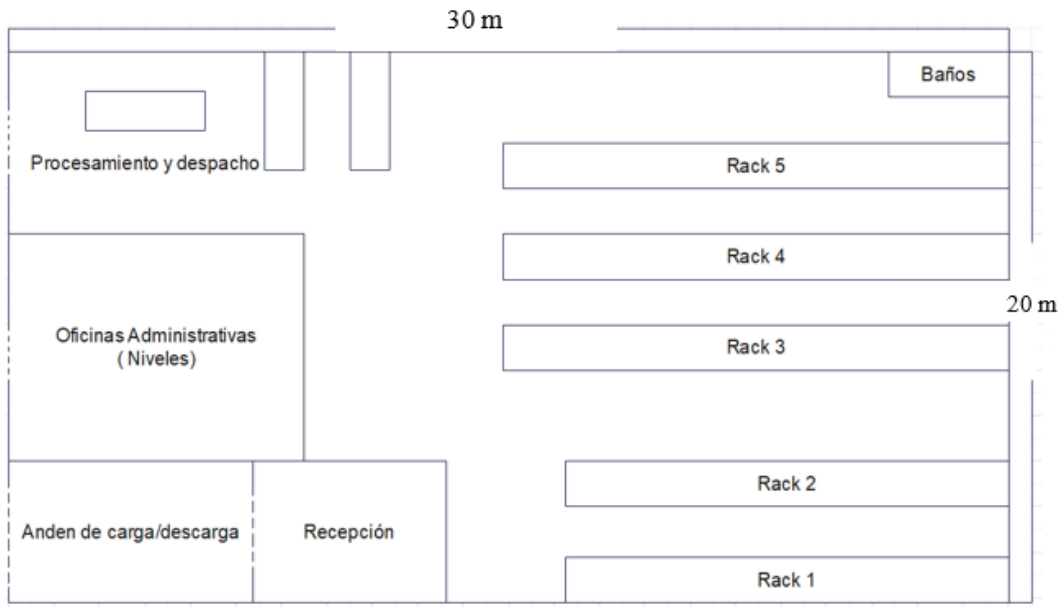 30 m
Baños
Procesamiento y despacho
Rack 5
Rack 4
20 m
Oficinas Administrativas
( Niveles)
Rack 3
Rack 2
Anden de carga/descarga
Recepción
Rack 1